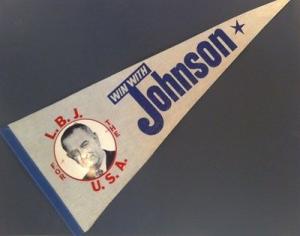 L.B.J.
FOR THE
U.S.A.
WIN WITH
Johnson